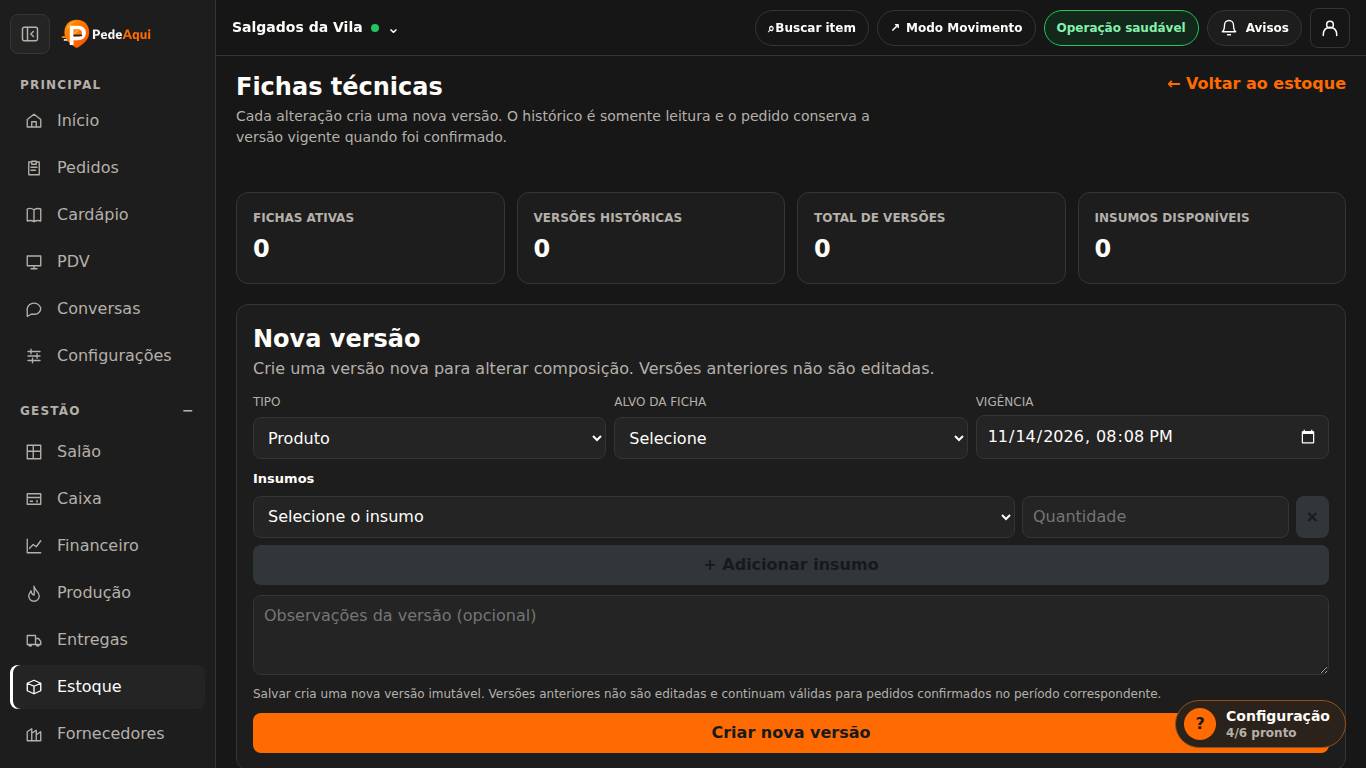 PedeAqui
Salgados da Vila
Buscar item
↗ Modo Movimento
Operação saudável
Avisos
PRINCIPAL
Início
Pedidos
Cardápio
PDV
Conversas
Configurações
GESTÃO −
Salão
Caixa
Financeiro
Produção
Entregas
Estoque
Fornecedores
Fichas técnicas
← Voltar ao estoque
Cada alteração cria uma nova versão. O histórico é somente leitura e o pedido conserva a
versão vigente quando foi confirmado.
FICHAS ATIVAS
0
VERSÕES HISTÓRICAS
0
TOTAL DE VERSÕES
0
INSUMOS DISPONÍVEIS
0
Nova versão
Crie uma versão nova para alterar composição. Versões anteriores não são editadas.
TIPO
Produto
ALVO DA FICHA
Selecione
VIGÊNCIA
11/14/2026, 08:08 PM
Insumos
Selecione o insumo
Quantidade
×
+ Adicionar insumo
Observações da versão (opcional)
Salvar cria uma nova versão imutável. Versões anteriores não são editadas e continuam válidas para pedidos confirmados no período correspondente.
Criar nova versão
?
Configuração
4/6 pronto